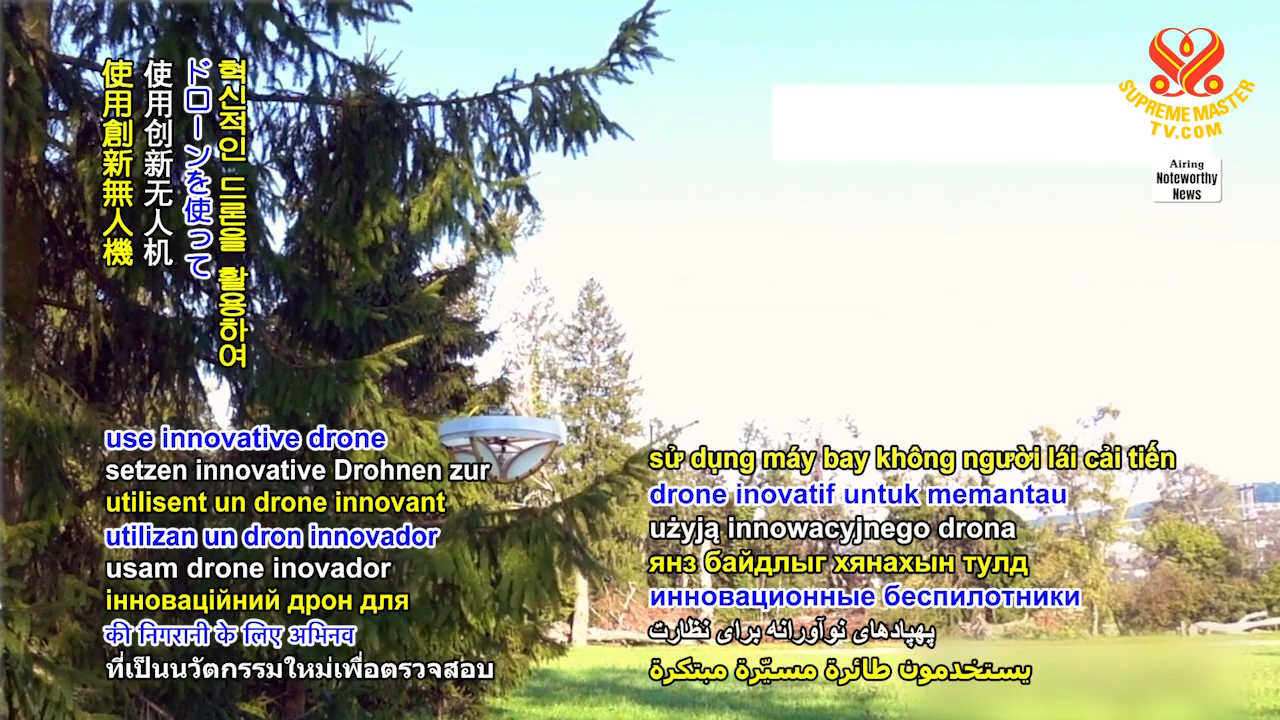 使用創新無人機
使用创新无人机
ドローンを使って
혁신적인 드론을 활용하여
SUPREME MASTER
TV.COM
Airing
Noteworthy
News
use innovative drone
setzen innovative Drohnen zur
utilisent un drone innovant
utilizan un dron innovador
usam drone inovador
інноваційний дрон для
की निगरानी के लिए अभिनव
ที่เป็นนวัตกรรมใหม่เพื่อตรวจสอบ
sử dụng máy bay không người lái cải tiến
drone inovatif untuk memantau
użyją innowacyjnego drona
янз байдлыг хянахын тулд
инновационные беспилотники
پهپادهای نوآورانه برای نظارت
يستخدمون طائرة مسيّرة مبتكرة